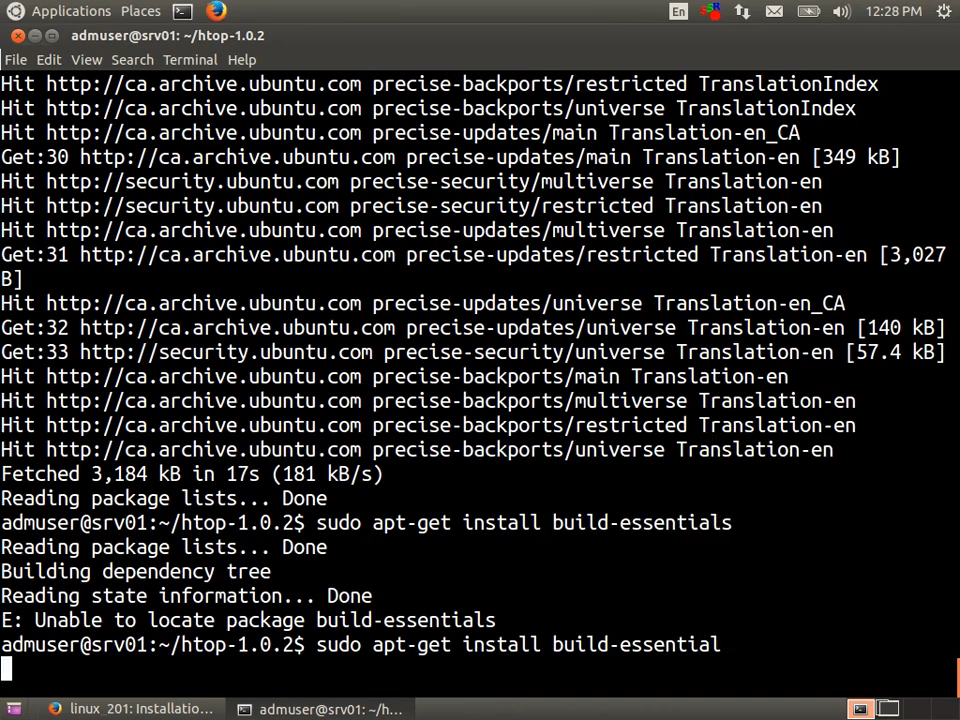 Applications Places En 12:28 PM
admuser@srv01: ~/htop-1.0.2
File Edit View Search Terminal Help
Hit http://ca.archive.ubuntu.com precise-backports/restricted TranslationIndex
Hit http://ca.archive.ubuntu.com precise-backports/universe TranslationIndex
Hit http://ca.archive.ubuntu.com precise-updates/main Translation-en_CA
Get:30 http://ca.archive.ubuntu.com precise-updates/main Translation-en [349 kB]
Hit http://security.ubuntu.com precise-security/multiverse Translation-en
Hit http://security.ubuntu.com precise-security/restricted Translation-en
Hit http://ca.archive.ubuntu.com precise-updates/multiverse Translation-en
Get:31 http://ca.archive.ubuntu.com precise-updates/restricted Translation-en [3,027
B]
Hit http://ca.archive.ubuntu.com precise-updates/universe Translation-en_CA
Get:32 http://ca.archive.ubuntu.com precise-updates/universe Translation-en [140 kB]
Get:33 http://security.ubuntu.com precise-security/universe Translation-en [57.4 kB]
Hit http://ca.archive.ubuntu.com precise-backports/main Translation-en
Hit http://ca.archive.ubuntu.com precise-backports/multiverse Translation-en
Hit http://ca.archive.ubuntu.com precise-backports/restricted Translation-en
Hit http://ca.archive.ubuntu.com precise-backports/universe Translation-en
Fetched 3,184 kB in 17s (181 kB/s)
Reading package lists... Done
admuser@srv01:~/htop-1.0.2$ sudo apt-get install build-essentials
Reading package lists... Done
Building dependency tree
Reading state information... Done
E: Unable to locate package build-essentials
admuser@srv01:~/htop-1.0.2$ sudo apt-get install build-essential
linux_201: Installatio... admuser@srv01: ~/h...